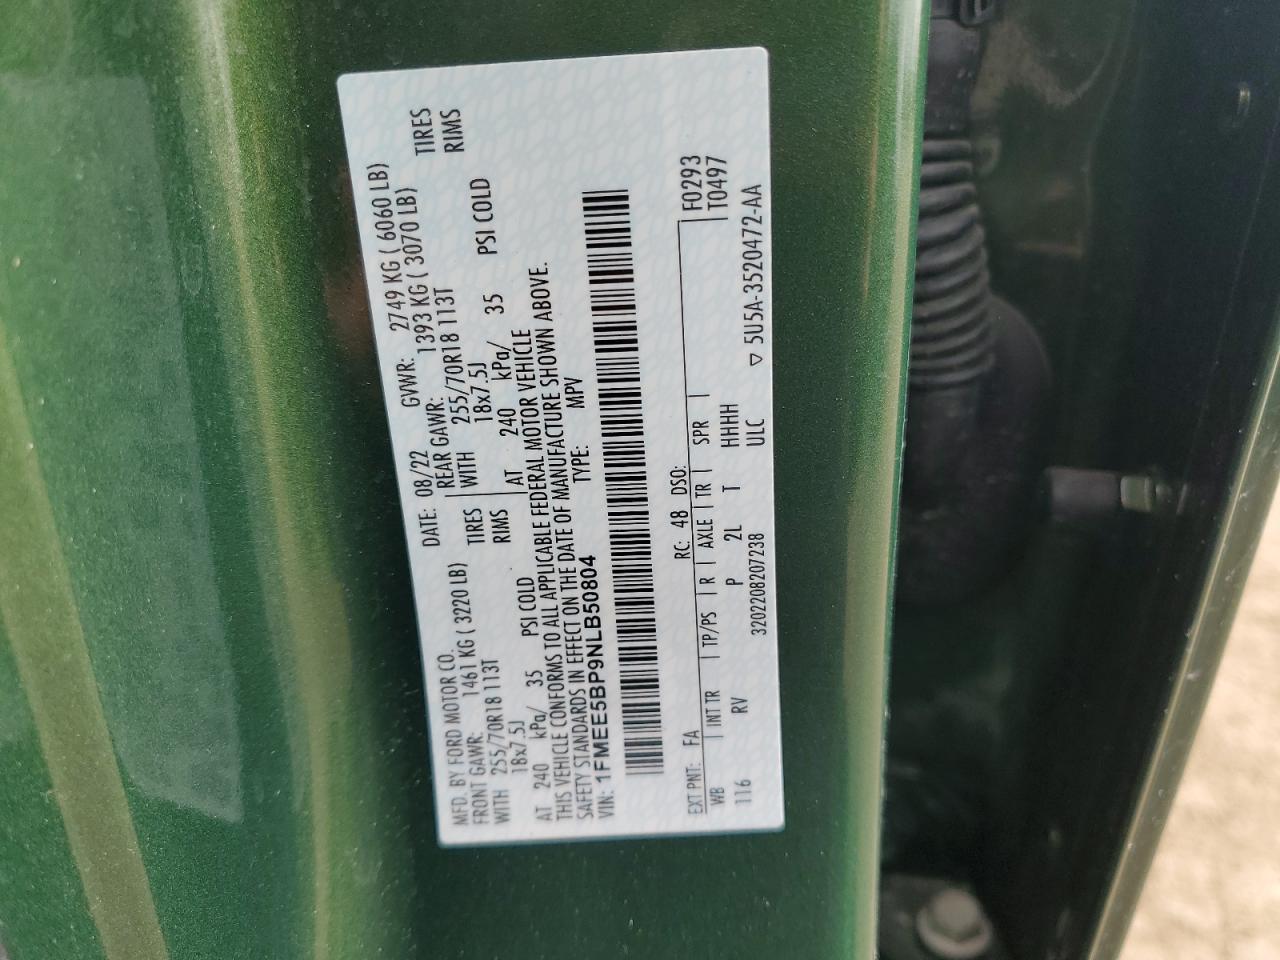 MFD. BY FORD MOTOR CO.
DATE: 08/22 GVWR: 2749 KG ( 6060 LB)
FRONT GAWR: 1461 KG ( 3220 LB) REAR GAWR: 1393 KG ( 3070 LB)
WITH 255/70R18 113T TIRES WITH 255/70R18 113T TIRES
18x7.5J RIMS 18x7.5J RIMS
AT 240 kPa/ 35 PSI COLD AT 240 kPa/ 35 PSI COLD
THIS VEHICLE CONFORMS TO ALL APPLICABLE FEDERAL MOTOR VEHICLE
SAFETY STANDARDS IN EFFECT ON THE DATE OF MANUFACTURE SHOWN ABOVE.
VIN: 1FMEE5BP9NLB50804 TYPE: MPV
EXT PNT: FA RC: 48 DSO: F0293
WB INT TR TP/PS R AXLE TR SPR T0497
116 RV P 2L T HHHH
3202208207238 ULC ▽ 5U5A-3520472-AA